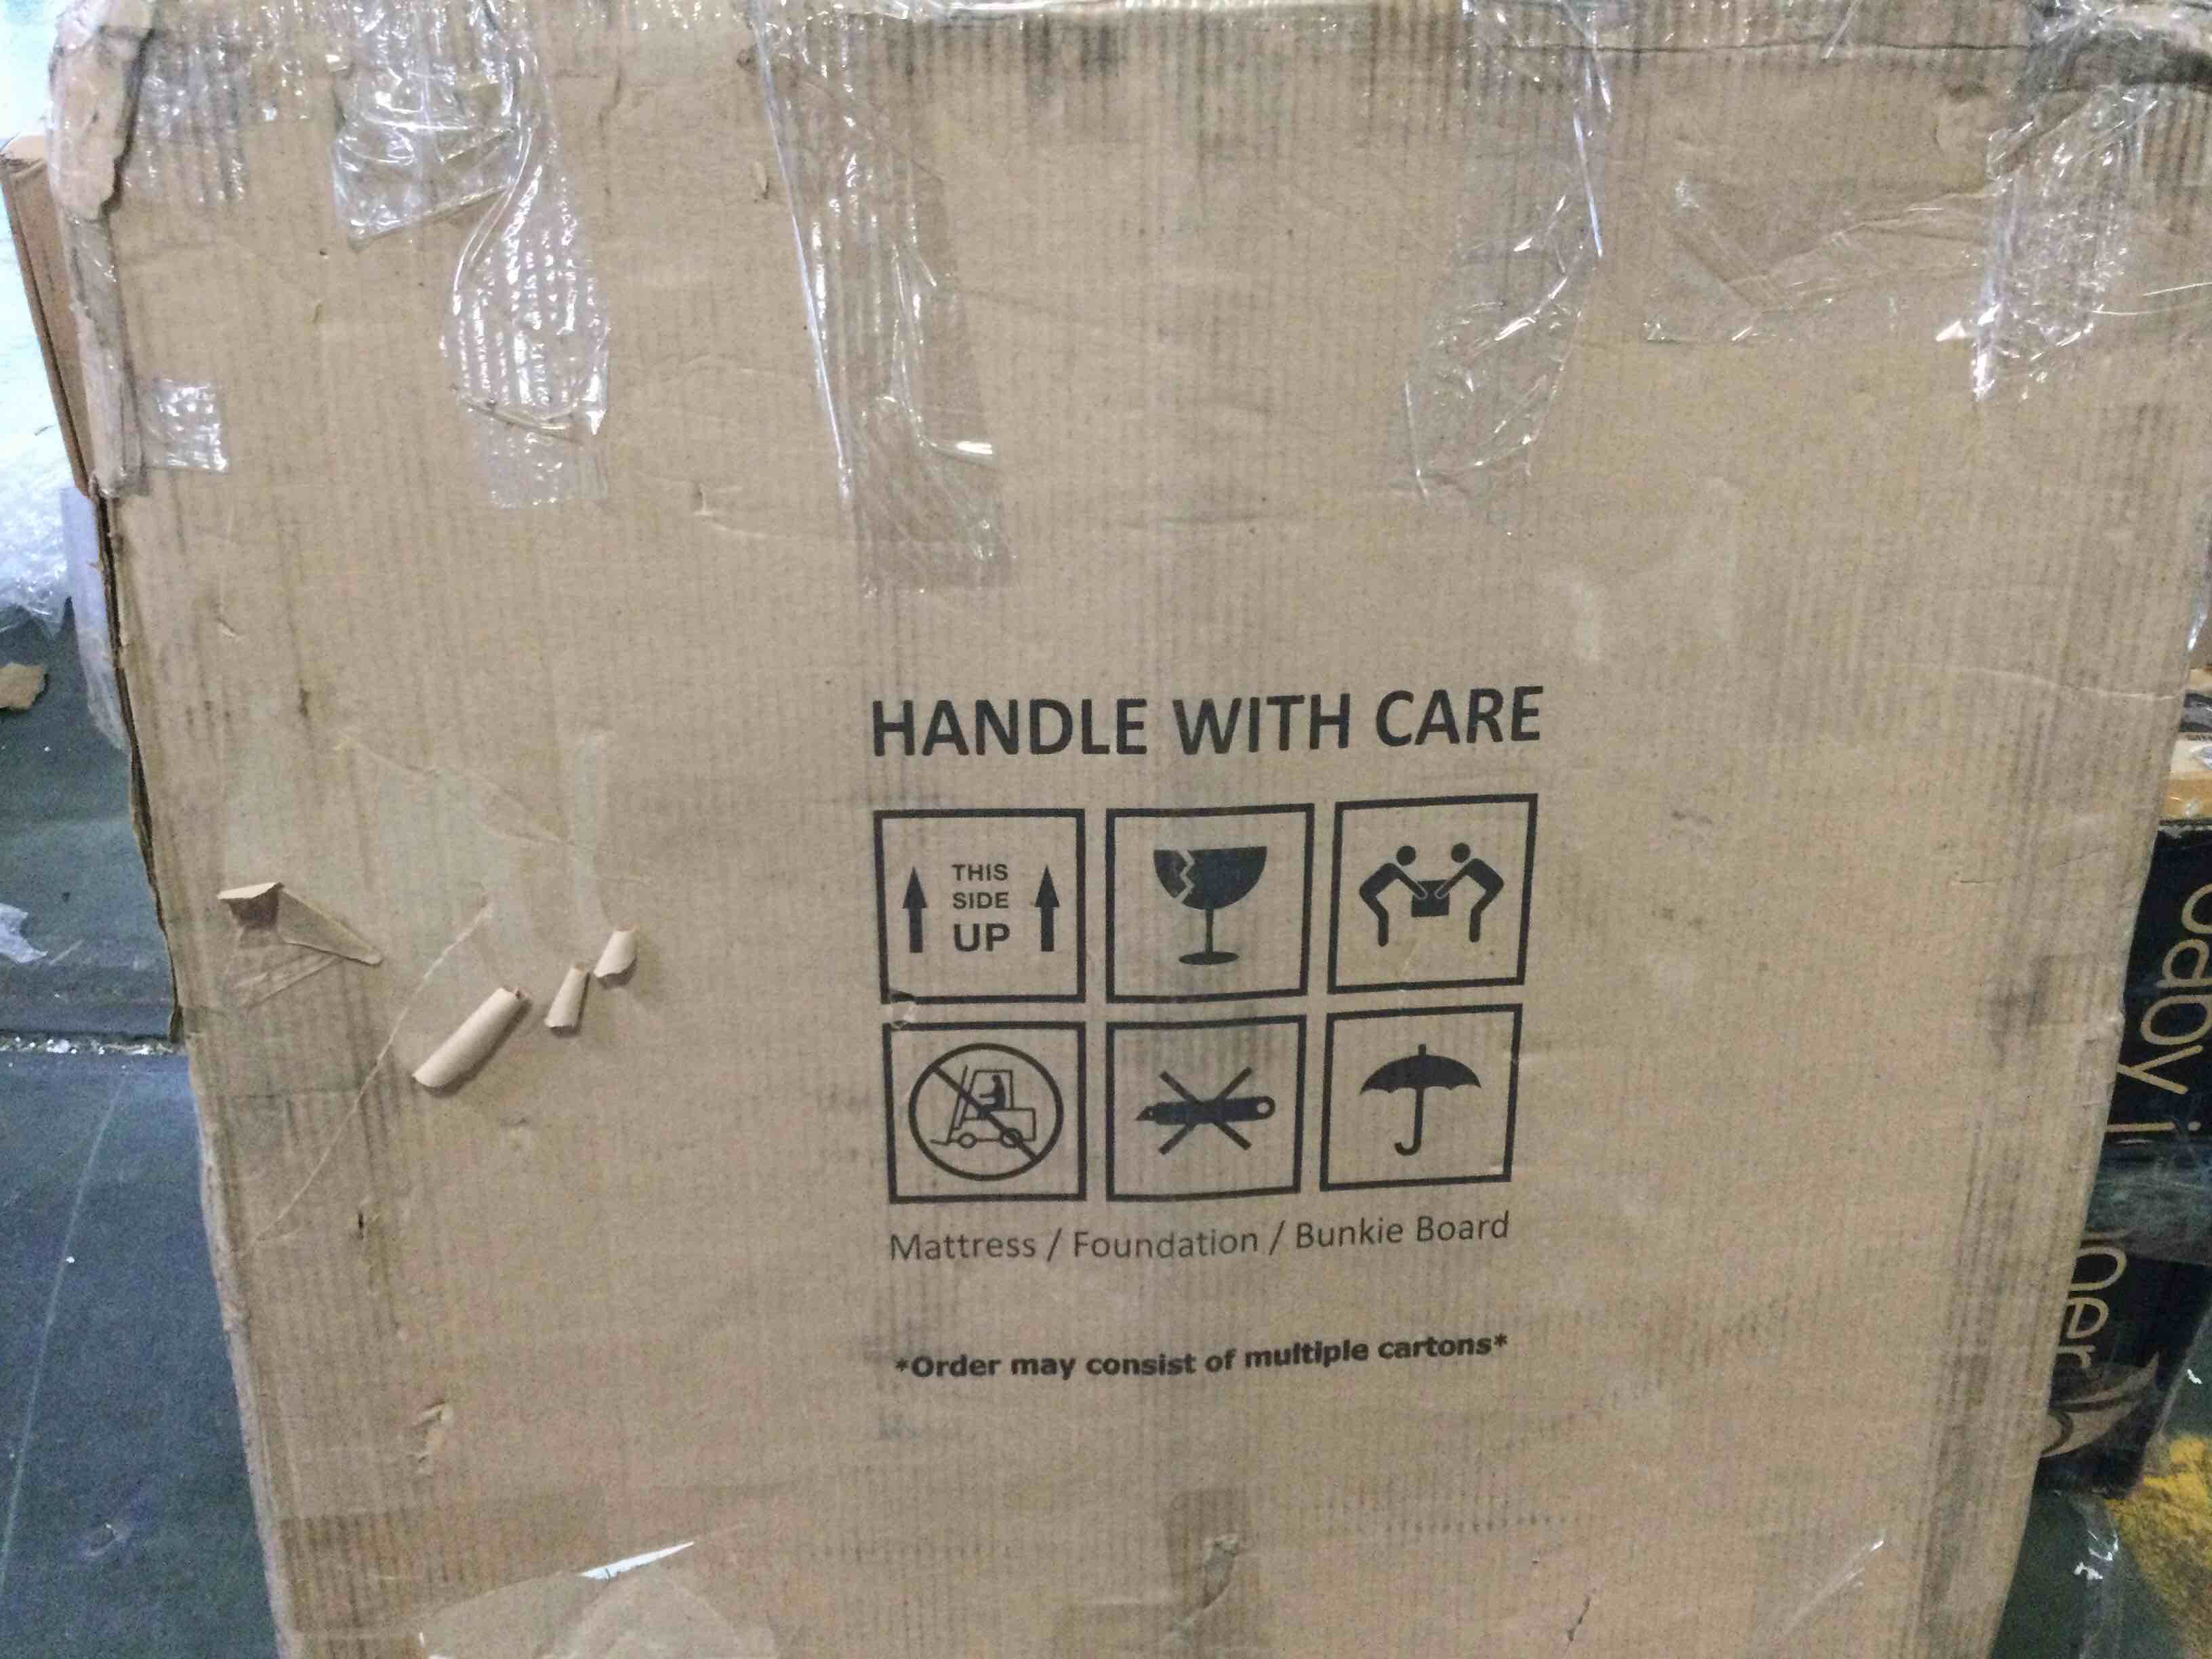 HANDLE WITH CARE
THIS
SIDE
UP
Mattress / Foundation / Bunkie Board
*Order may consist of multiple cartons*